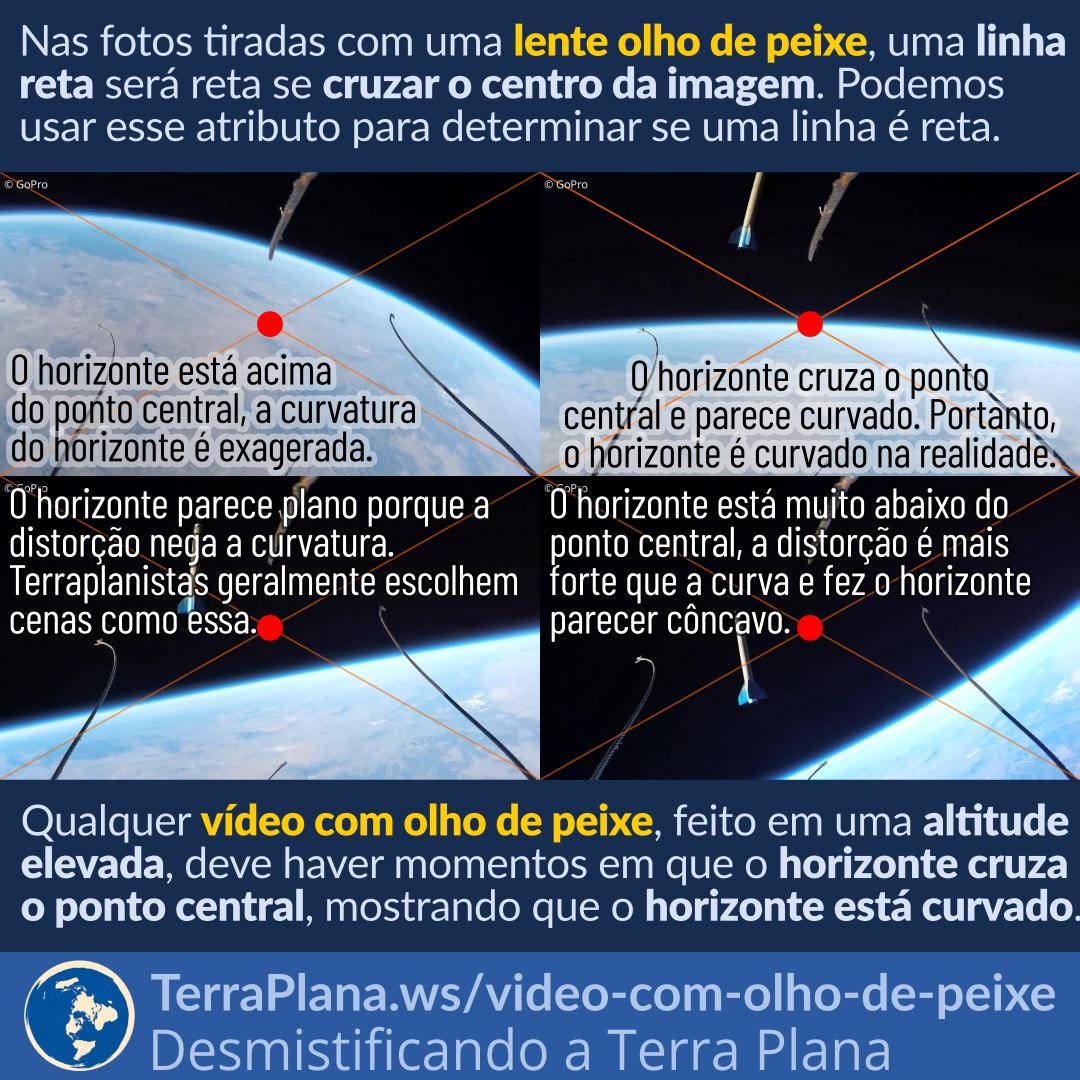 Nas fotos tiradas com uma lente olho de peixe, uma linha
reta será reta se cruzar o centro da imagem. Podemos
usar esse atributo para determinar se uma linha é reta.
© GoPro
O horizonte está acima
do ponto central, a curvatura
do horizonte é exagerada.
© GoPro
O horizonte cruza o ponto
central e parece curvado. Portanto,
o horizonte é curvado na realidade.
© GoPro
O horizonte parece plano porque a
distorção nega a curvatura.
Terraplanistas geralmente escolhem
cenas como essa.
© GoPro
O horizonte está muito abaixo do
ponto central, a distorção é mais
forte que a curva e fez o horizonte
parecer côncavo.
Qualquer vídeo com olho de peixe, feito em uma altitude
elevada, deve haver momentos em que o horizonte cruza
o ponto central, mostrando que o horizonte está curvado.
TerraPlana.ws/video-com-olho-de-peixe
Desmistificando a Terra Plana